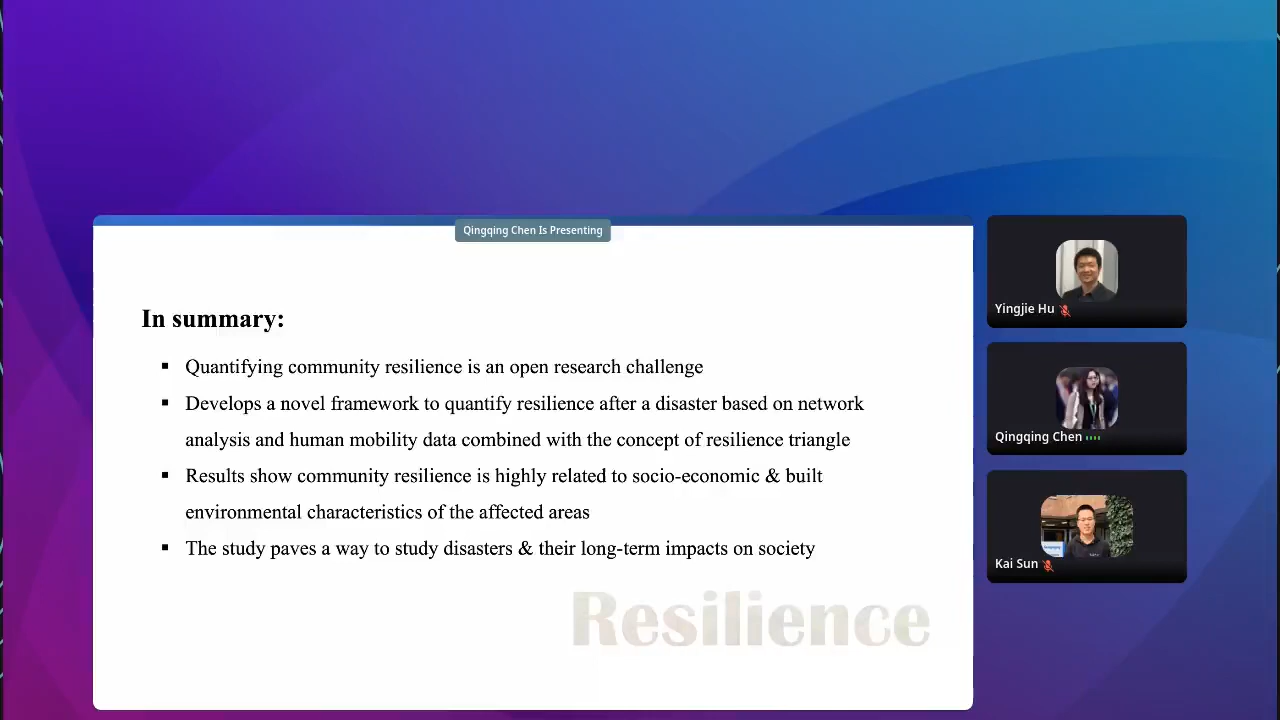 Qingqing Chen Is Presenting
In summary:
▪ Quantifying community resilience is an open research challenge
▪ Develops a novel framework to quantify resilience after a disaster based on network
analysis and human mobility data combined with the concept of resilience triangle
▪ Results show community resilience is highly related to socio-economic & built
environmental characteristics of the affected areas
▪ The study paves a way to study disasters & their long-term impacts on society
Resilience
Yingjie Hu
Qingqing Chen
Kai Sun